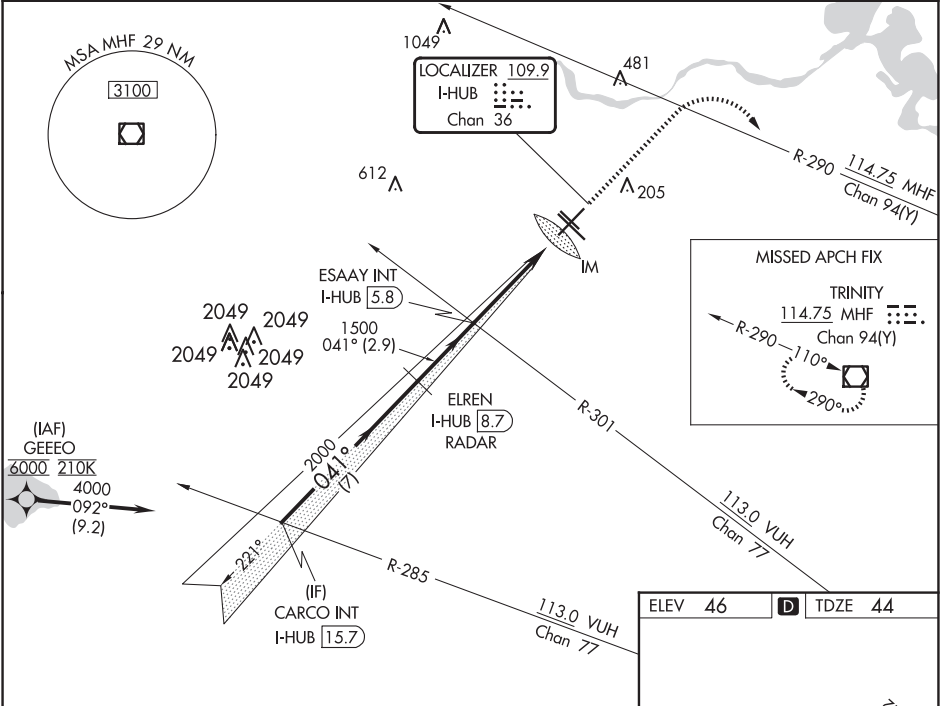 MSA MHF 29 NM
3100
1049
LOCALIZER 109.9
I-HUB
Chan 36
481
R-290
114.75 MHF
Chan 94(Y)
612
205
IM
MISSED APCH FIX
TRINITY
114.75 MHF
Chan 94(Y)
R-290
110°
290°
ESAAY INT
I-HUB 5.8
1500
041° (2.9)
2049
2049
2049
2049
2049
ELREN
I-HUB 8.7
RADAR
R-301
113.0 VUH
Chan 77
(IAF)
GEEEO
6000 210K
4000
092°
(9.2)
2000
041°
(7)
221°
(IF)
CARCO INT
I-HUB 15.7
R-285
113.0 VUH
Chan 77
ELEV 46
D
TDZE 44